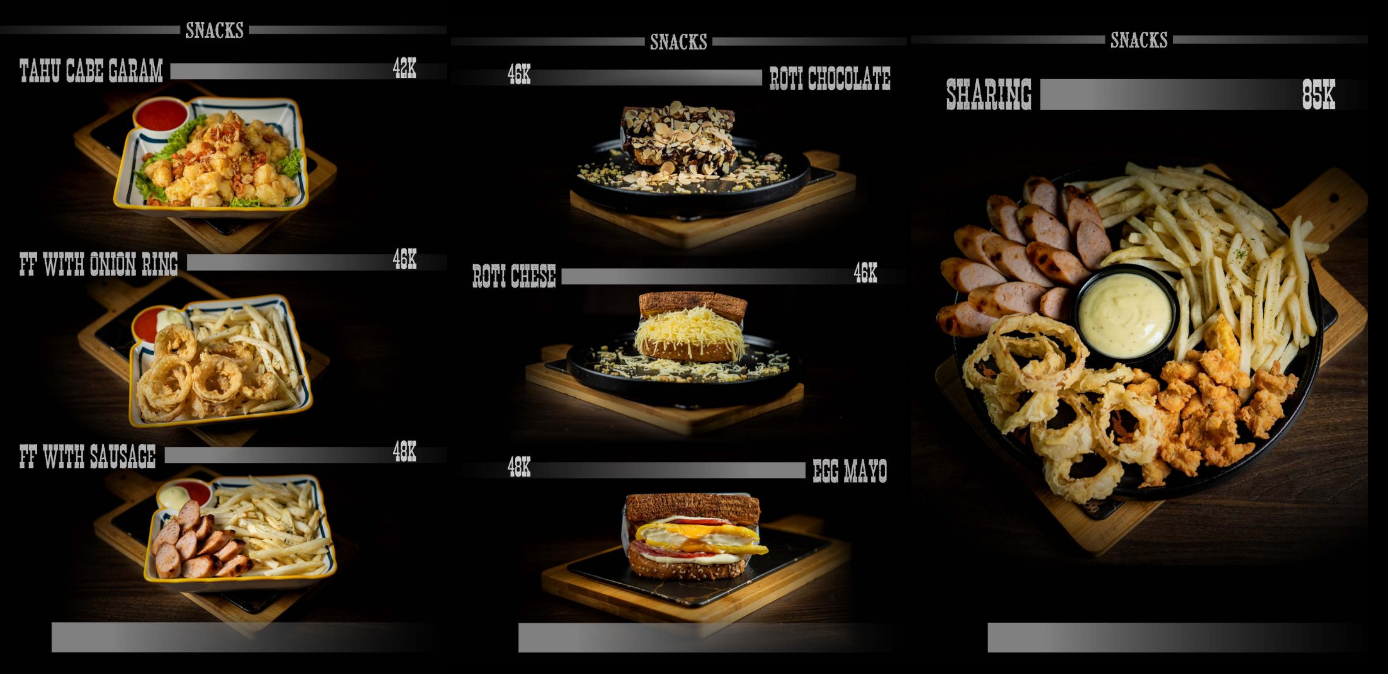 SNACKS
TAHU CABE GARAM 42K
FF WITH ONION RING 46K
FF WITH SAUSAGE 48K
SNACKS
46K ROTI CHOCOLATE
ROTI CHESE 46K
48K EGG MAYO
SNACKS
SHARING 85K